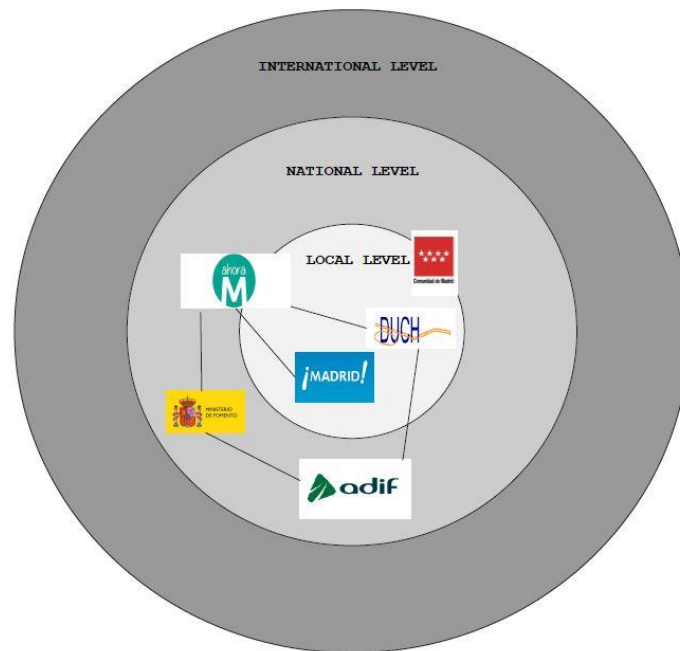 INTERNATIONAL LEVEL
NATIONAL LEVEL
LOCAL LEVEL
Comunidad de Madrid
ahora
M
DUCH
¡MADRID!
MINISTERIO
DE FOMENTO
adif